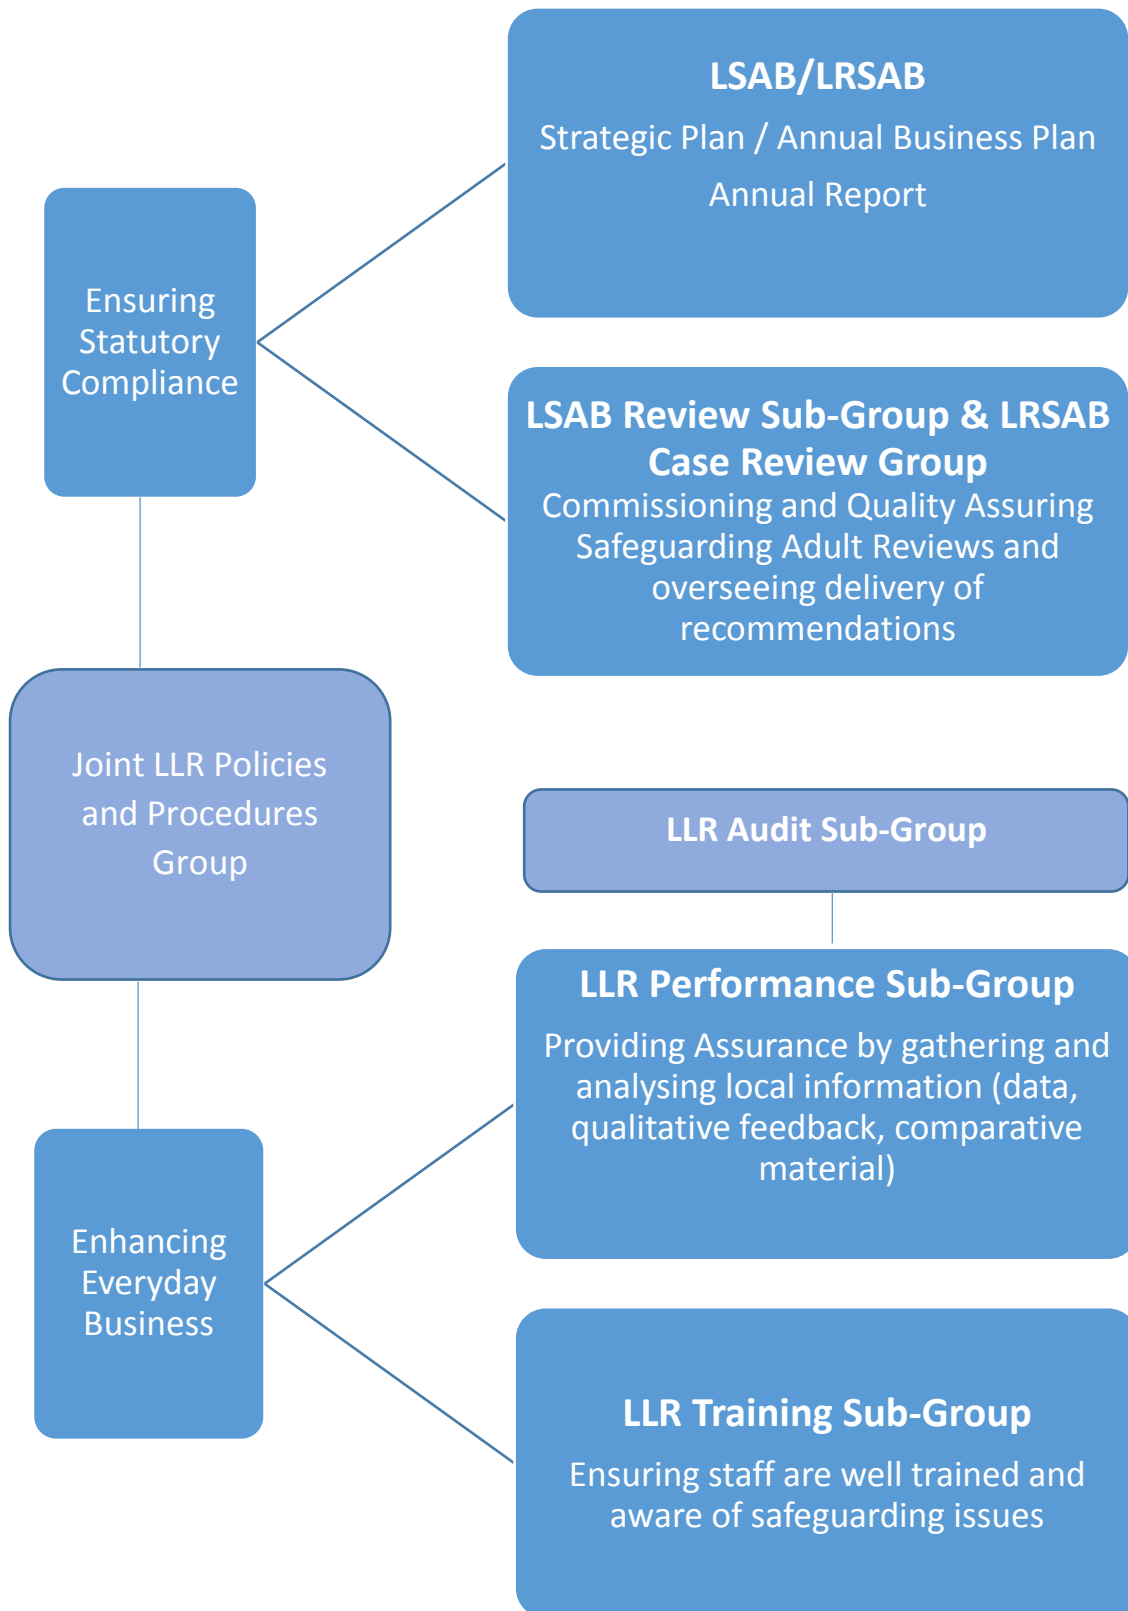 LSAB/LRSAB
Strategic Plan / Annual Business Plan
Annual Report
Ensuring
Statutory
Compliance
LSAB Review Sub-Group & LRSAB
Case Review Group
Commissioning and Quality Assuring
Safeguarding Adult Reviews and
overseeing delivery of
recommendations
Joint LLR Policies
and Procedures
Group
LLR Audit Sub-Group
LLR Performance Sub-Group
Providing Assurance by gathering and
analysing local information (data,
qualitative feedback, comparative
material)
Enhancing
Everyday
Business
LLR Training Sub-Group
Ensuring staff are well trained and
aware of safeguarding issues